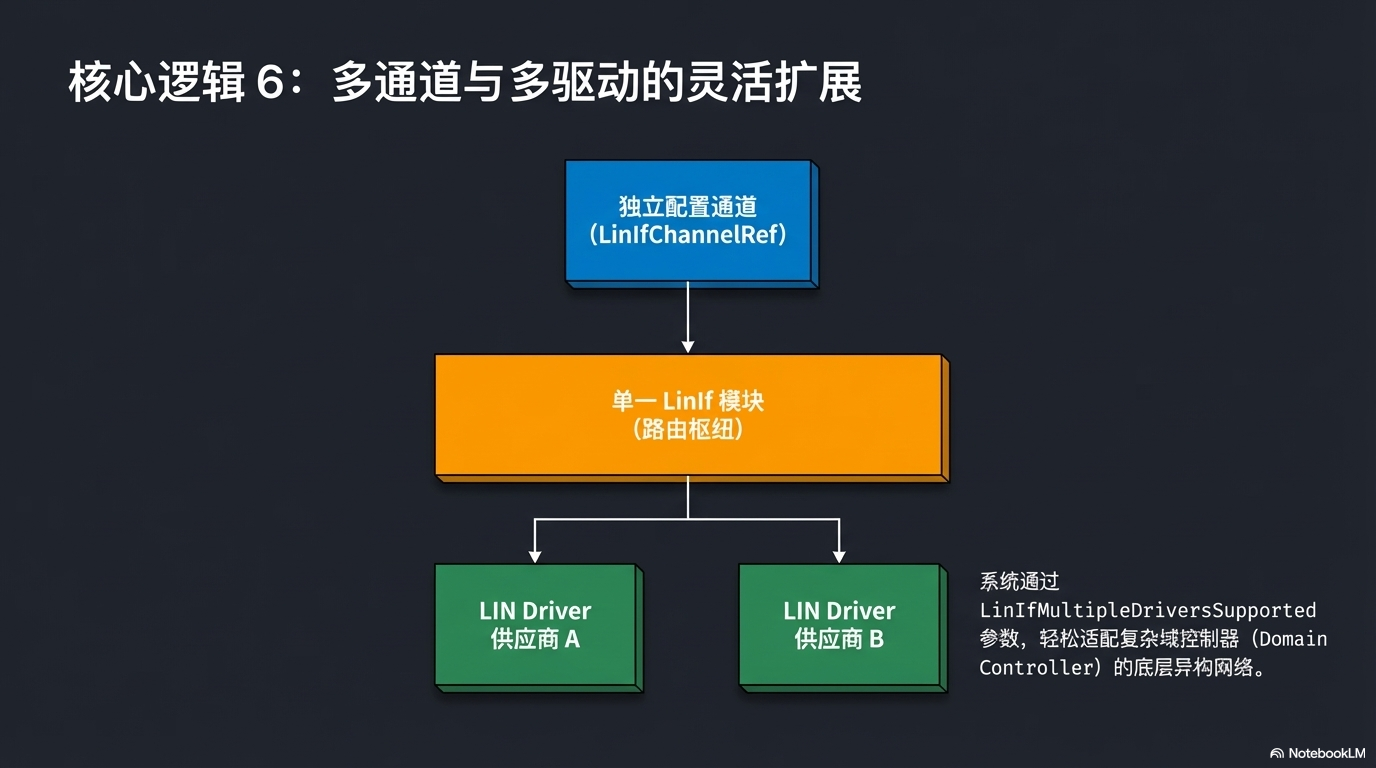 核心逻辑 6：多通道与多驱动的灵活扩展
独立配置通道
（LinIfChannelRef）
单一 LinIf 模块
（路由枢纽）
LIN Driver
供应商 A
LIN Driver
供应商 B
系统通过
LinIfMultipleDriversSupported
参数，轻松适配复杂域控制器（Domain
Controller）的底层异构网络。
NotebookLM